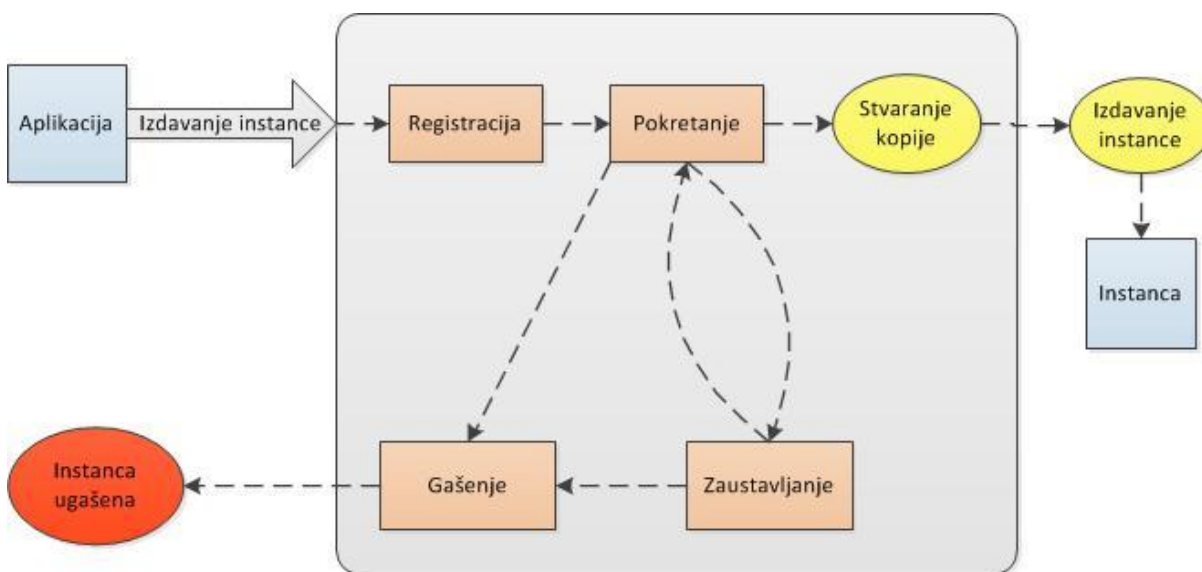 Aplikacija
Izdavanje instance
Registracija
Pokretanje
Stvaranje
kopije
Izdavanje
instance
Instanca
Instanca
ugašena
Gašenje
Zaustavljanje